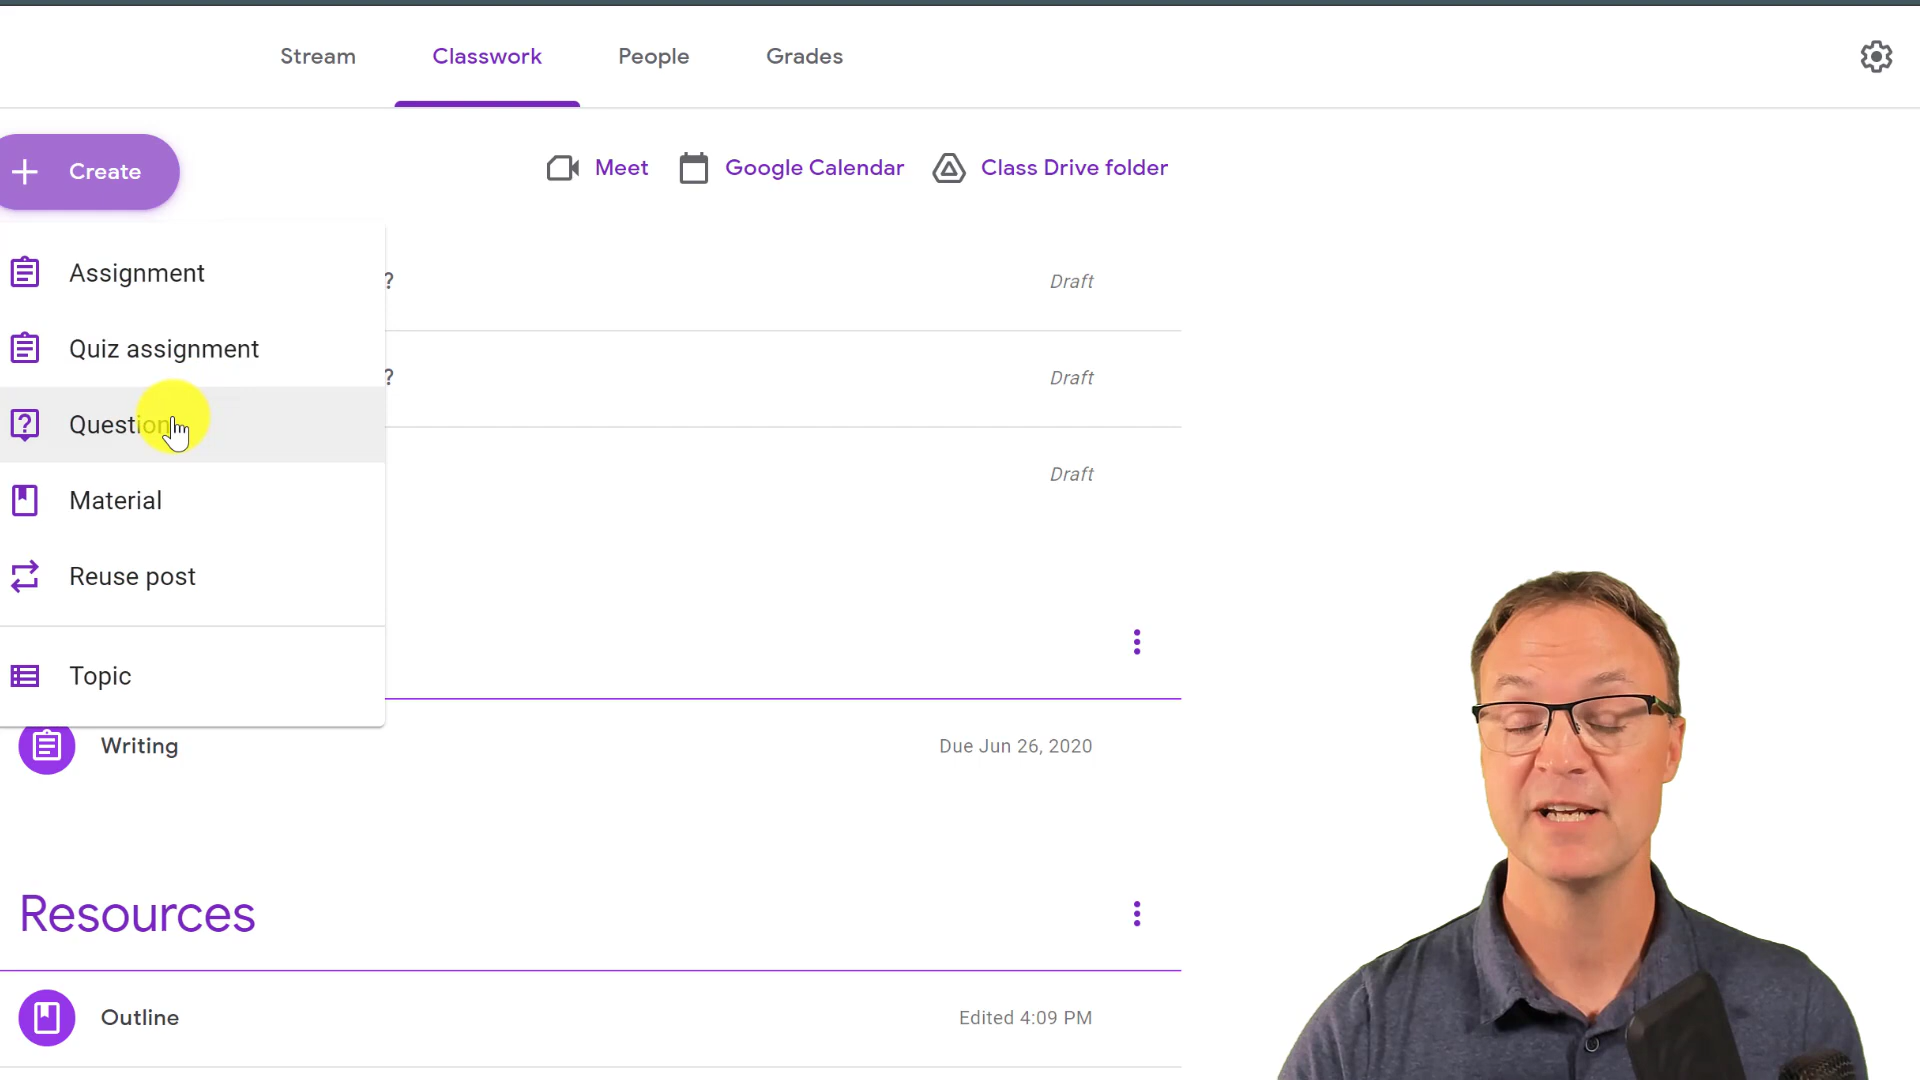 Stream Classwork People Grades
Create
Meet Google Calendar Class Drive folder
Assignment
? Draft
Quiz assignment
? Draft
Question
Draft
Material
Reuse post
Topic
Writing Due Jun 26, 2020
Resources
Outline Edited 4:09 PM